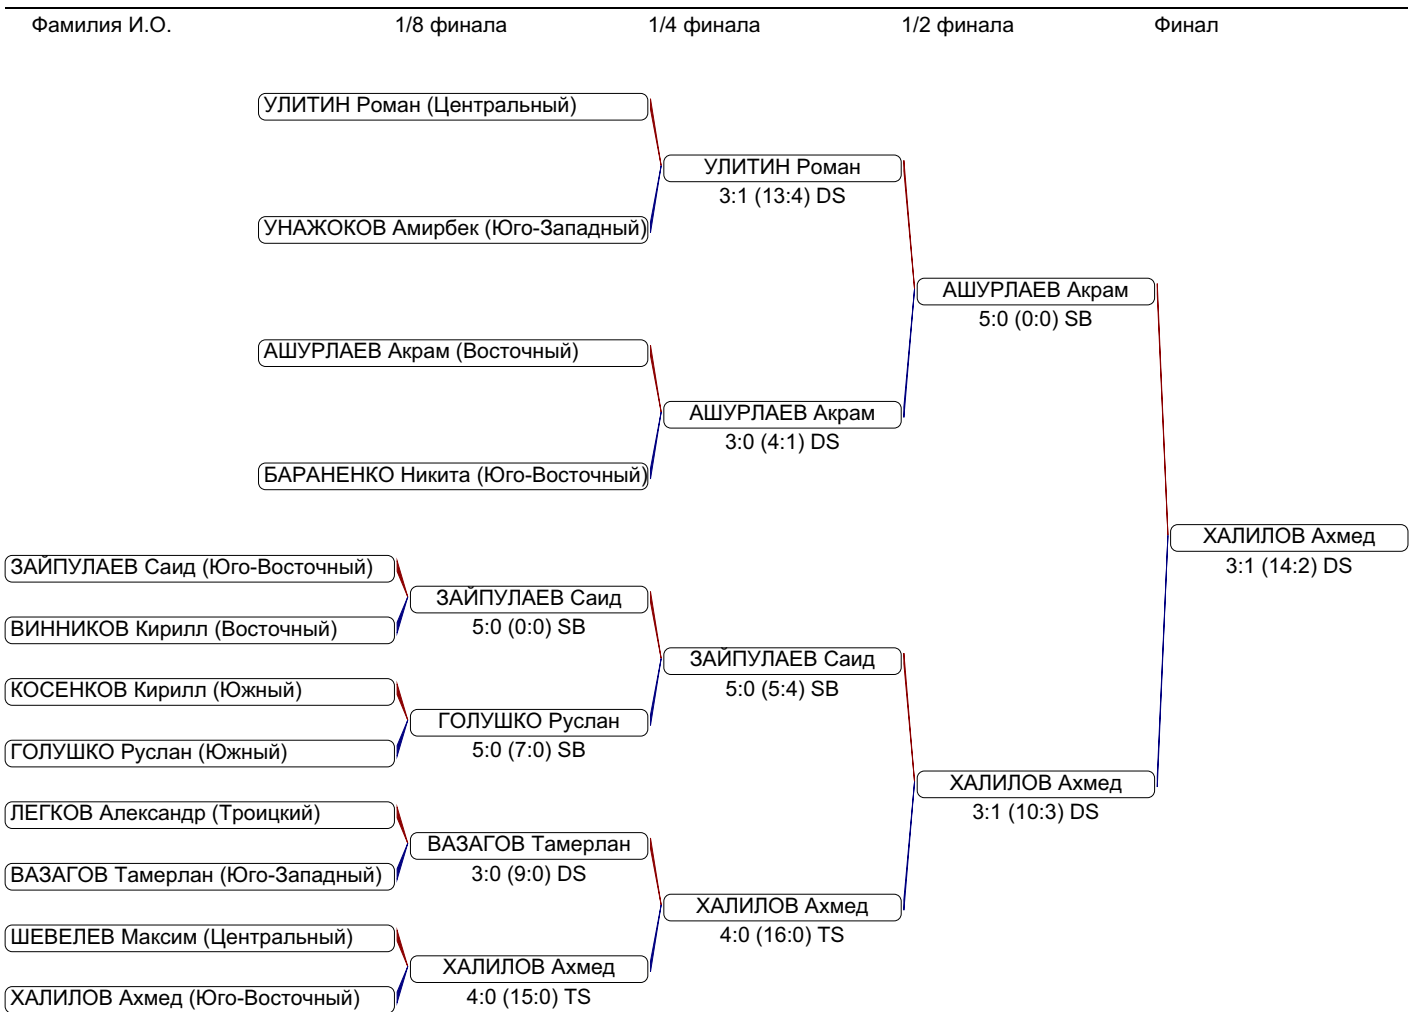 Фамилия И.О. 1/8 финала 1/4 финала 1/2 финала Финал
УЛИТИН Роман (Центральный)
УЛИТИН Роман
3:1 (13:4) DS
УНАЖОКОВ Амирбек (Юго-Западный)
АШУРЛАЕВ Акрам
5:0 (0:0) SB
АШУРЛАЕВ Акрам (Восточный)
АШУРЛАЕВ Акрам
3:0 (4:1) DS
БАРАНЕНКО Никита (Юго-Восточный)
ХАЛИЛОВ Ахмед
3:1 (14:2) DS
ЗАЙПУЛАЕВ Саид (Юго-Восточный)
ЗАЙПУЛАЕВ Саид
5:0 (0:0) SB
ВИННИКОВ Кирилл (Восточный)
ЗАЙПУЛАЕВ Саид
5:0 (5:4) SB
КОСЕНКОВ Кирилл (Южный)
ГОЛУШКО Руслан
5:0 (7:0) SB
ГОЛУШКО Руслан (Южный)
ХАЛИЛОВ Ахмед
3:1 (10:3) DS
ЛЕГКОВ Александр (Троицкий)
ВАЗАГОВ Тамерлан
3:0 (9:0) DS
ВАЗАГОВ Тамерлан (Юго-Западный)
ХАЛИЛОВ Ахмед
4:0 (16:0) TS
ШЕВЕЛЕВ Максим (Центральный)
ХАЛИЛОВ Ахмед
4:0 (15:0) TS
ХАЛИЛОВ Ахмед (Юго-Восточный)